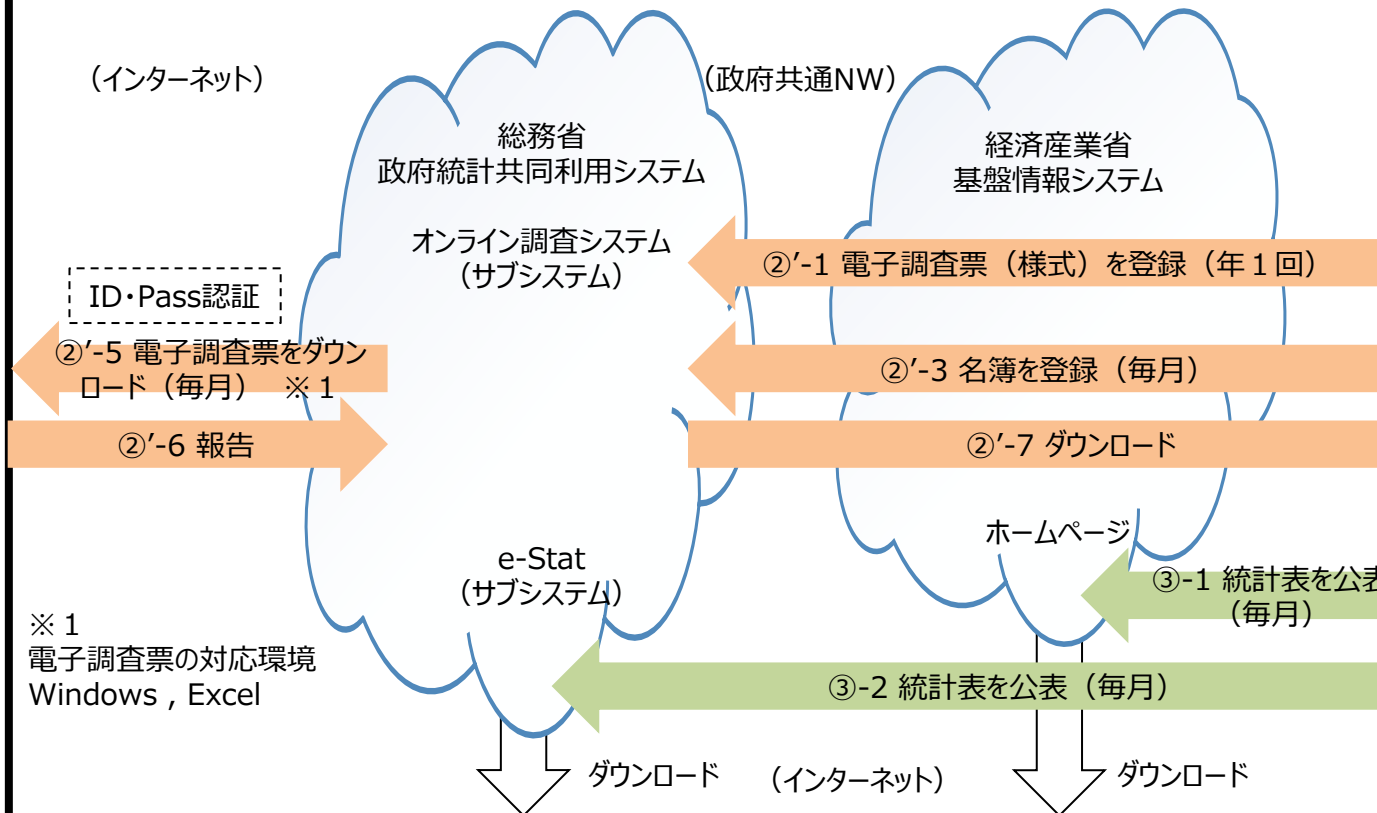 （インターネット）
（政府共通NW）
総務省
政府統計共同利用システム
経済産業省
基盤情報システム
オンライン調査システム
（サブシステム）
②’-1 電子調査票（様式）を登録（年１回）
ID・Pass認証
②’-5 電子調査票をダウン
ロード（毎月）　※１
②’-3 名簿を登録（毎月）
②’-6 報告
②’-7 ダウンロード
ホームページ
e-Stat
（サブシステム）
③-1 統計表を公表
（毎月）
※１
電子調査票の対応環境
Windows , Excel
③-2 統計表を公表（毎月）
ダウンロード
（インターネット）
ダウンロード